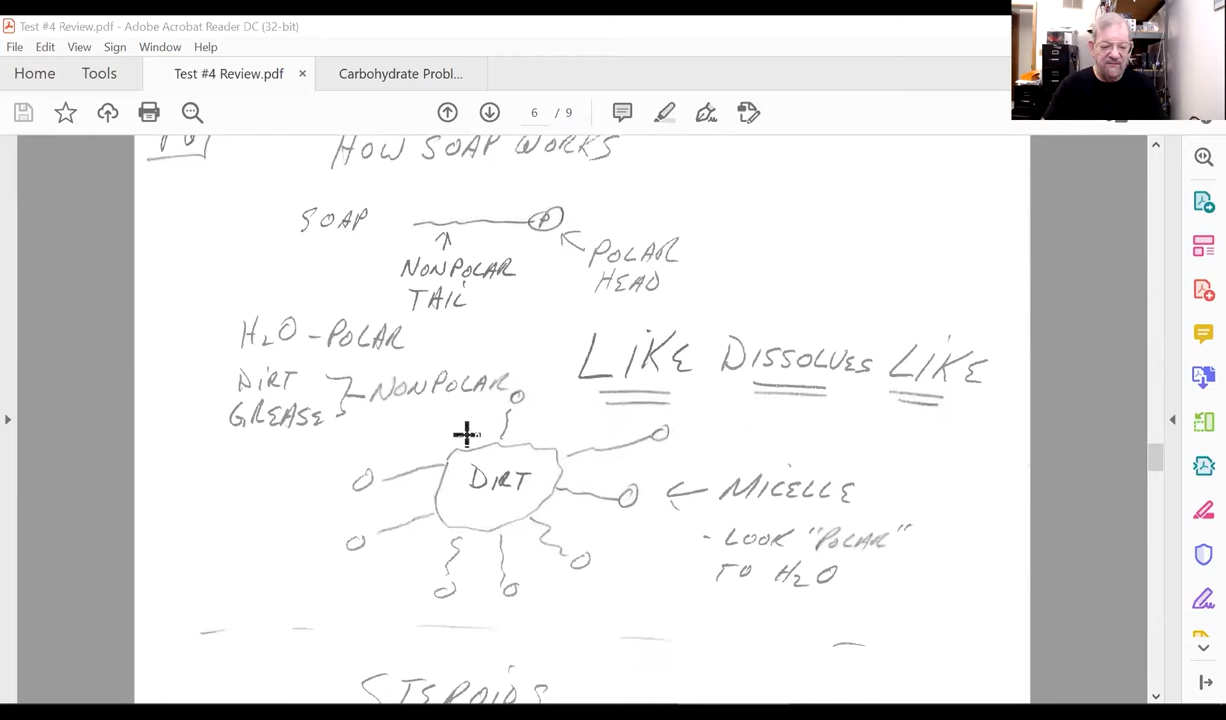 Test #4 Review.pdf - Adobe Acrobat Reader DC (32-bit)
File Edit View Sign Window Help
Home Tools Test #4 Review.pdf × Carbohydrate Probl...
6 / 9
HOW SOAP WORKS
SOAP P
NONPOLAR
TAIL
POLAR
HEAD
H2O - POLAR
DIRT
GREASE
NONPOLAR
LIKE DISSOLVES LIKE
DIRT
MICELLE
- LOOK "POLAR"
TO H2O
STEROIDS